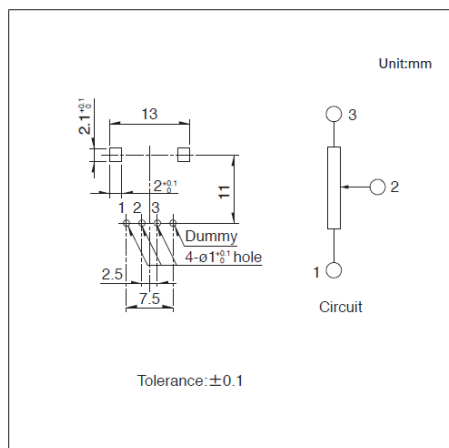 Unit:mm
13
2.1+0.1 0
2+0.1 0
11
1 2 3
Dummy
4-ø1+0.1 0 hole
2.5
7.5
3
2
1
Circuit
Tolerance:±0.1